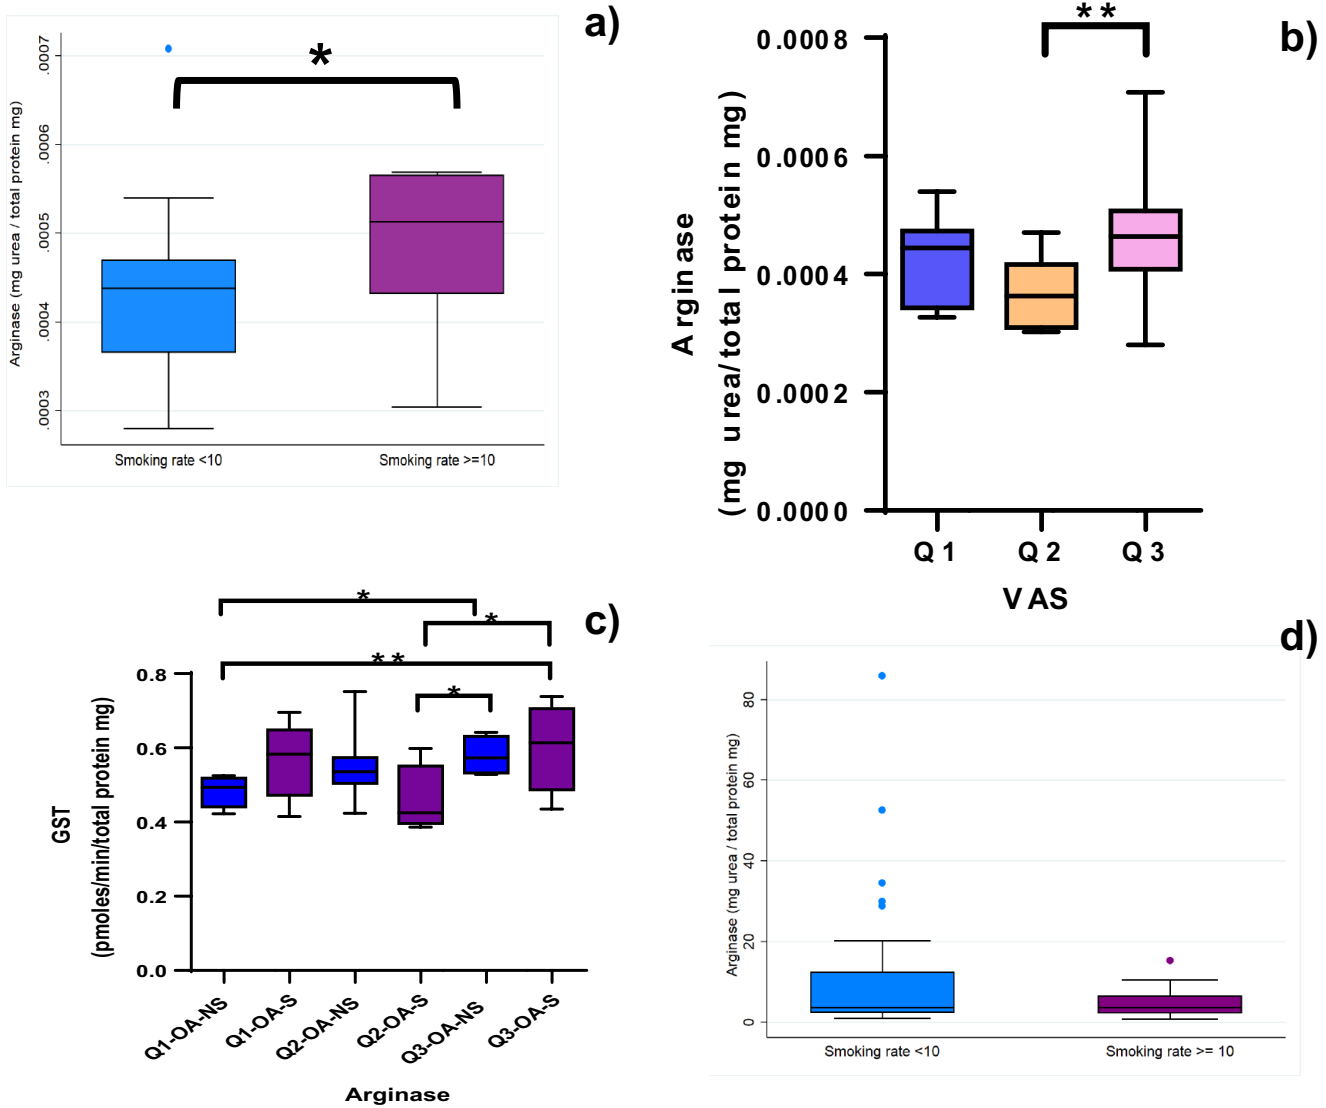 a)
*
.0007
.0006
.0005
.0004
.0003
Arginase (mg urea / total protein mg)
Smoking rate <10
Smoking rate >=10
b)
**
0.0008
0.0006
0.0004
0.0002
0.0000
Arginase
(mg urea/total protein mg)
Q1
Q2
Q3
VAS
c)
*
*
**
*
0.8
0.6
0.4
0.2
0.0
GST
(pmoles/min/total protein mg)
Q1-OA-NS
Q1-OA-S
Q2-OA-NS
Q2-OA-S
Q3-OA-NS
Q3-OA-S
Arginase
d)
80
60
40
20
0
Arginase (mg urea / total protein mg)
Smoking rate <10
Smoking rate >= 10